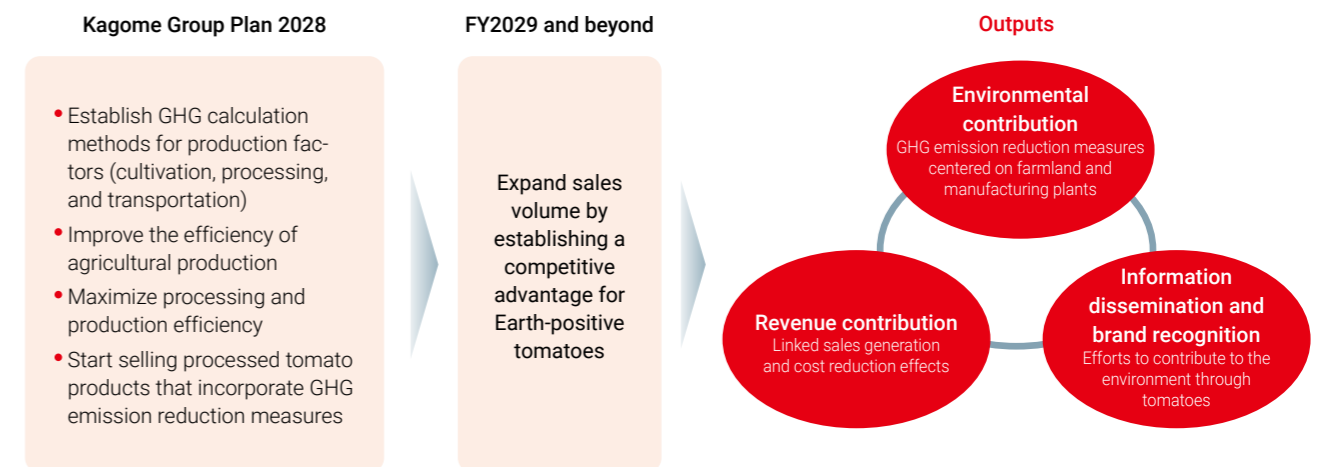 Kagome Group Plan 2028
• Establish GHG calculation
methods for production fac-
tors (cultivation, processing,
and transportation)
• Improve the efficiency of
agricultural production
• Maximize processing and
production efficiency
• Start selling processed tomato
products that incorporate GHG
emission reduction measures
FY2029 and beyond
Expand sales
volume by
establishing a
competitive
advantage for
Earth-positive
tomatoes
Outputs
Environmental
contribution
GHG emission reduction measures
centered on farmland and
manufacturing plants
Revenue contribution
Linked sales generation
and cost reduction effects
Information
dissemination and
brand recognition
Efforts to contribute to the
environment through
tomatoes